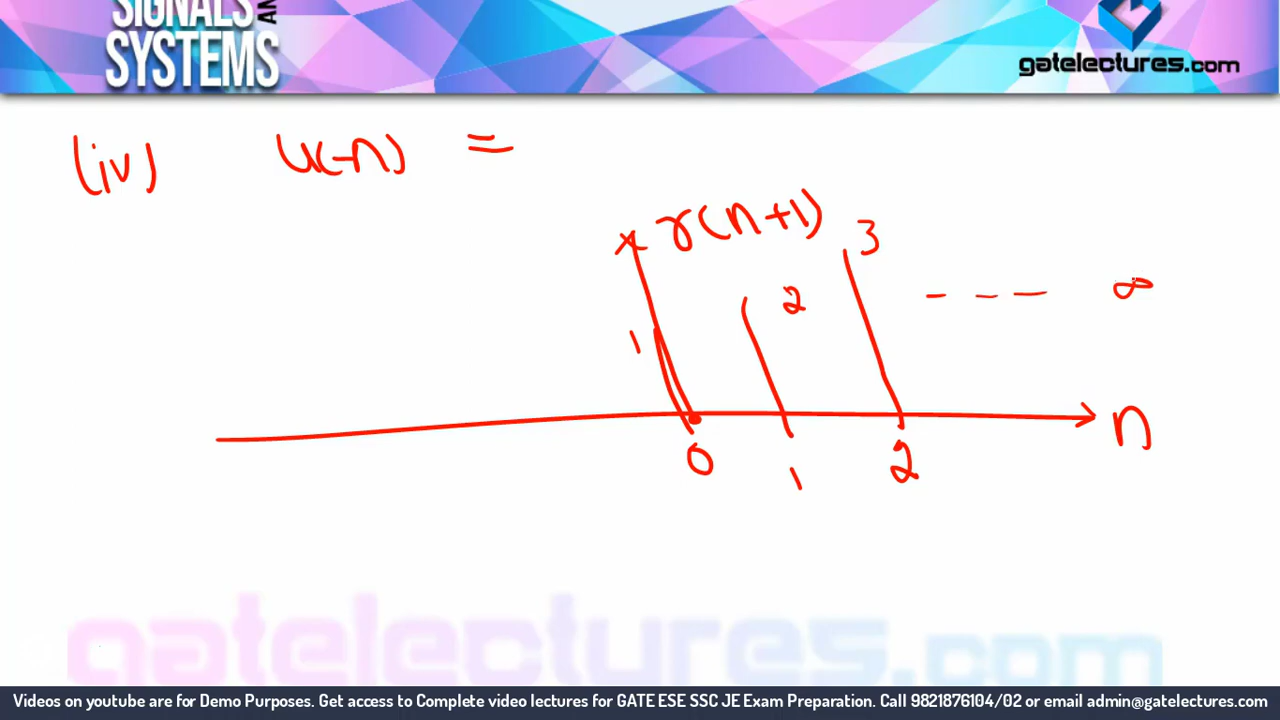 SIGNALS AND
SYSTEMS
gatelectures.com
(iv) u(-n) =
r(n+1)
3
2
--- ∞
1
n
0
1
2
gatelectures.com
Videos on youtube are for Demo Purposes. Get access to Complete video lectures for GATE ESE SSC JE Exam Preparation. Call 9821876104/02 or email admin@gatelectures.com